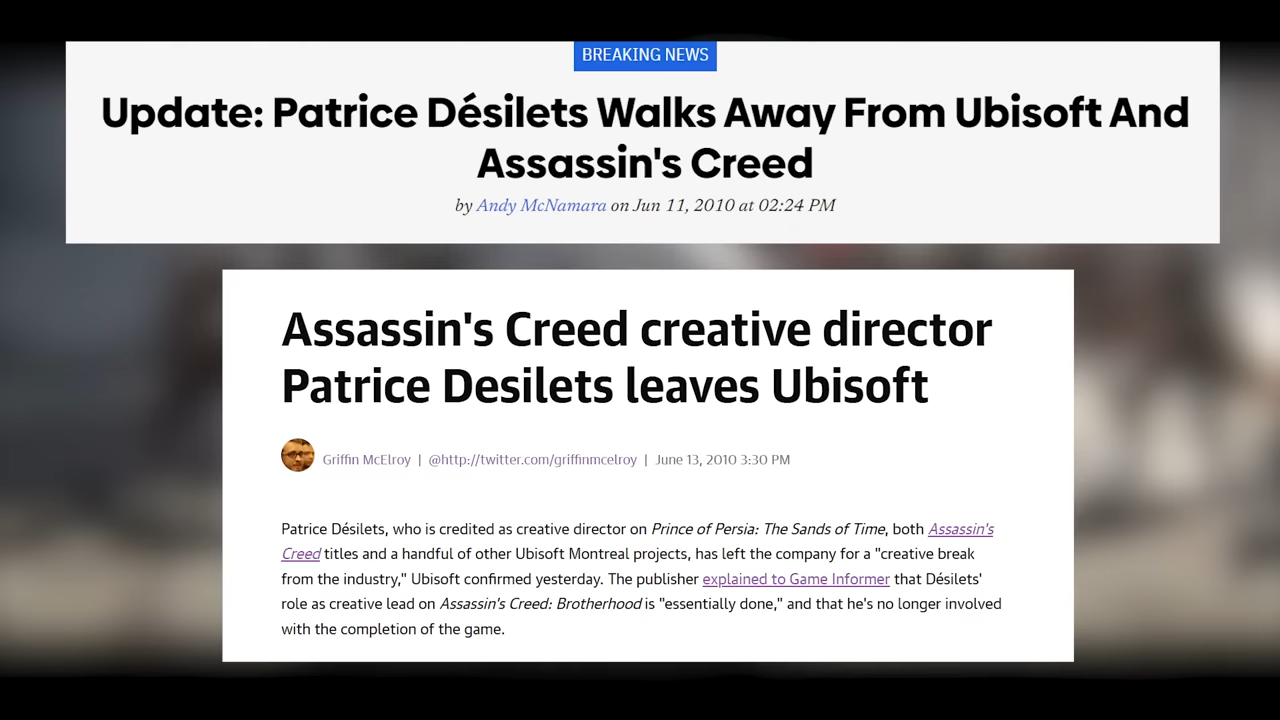 BREAKING NEWS
Update: Patrice Désilets Walks Away From Ubisoft And
Assassin's Creed
by Andy McNamara on Jun 11, 2010 at 02:24 PM
Assassin's Creed creative director
Patrice Desilets leaves Ubisoft
Griffin McElroy | @http://twitter.com/griffinmcelroy | June 13, 2010 3:30 PM
Patrice Désilets, who is credited as creative director on Prince of Persia: The Sands of Time, both Assassin's
Creed titles and a handful of other Ubisoft Montreal projects, has left the company for a "creative break
from the industry," Ubisoft confirmed yesterday. The publisher explained to Game Informer that Désilets'
role as creative lead on Assassin's Creed: Brotherhood is "essentially done," and that he's no longer involved
with the completion of the game.